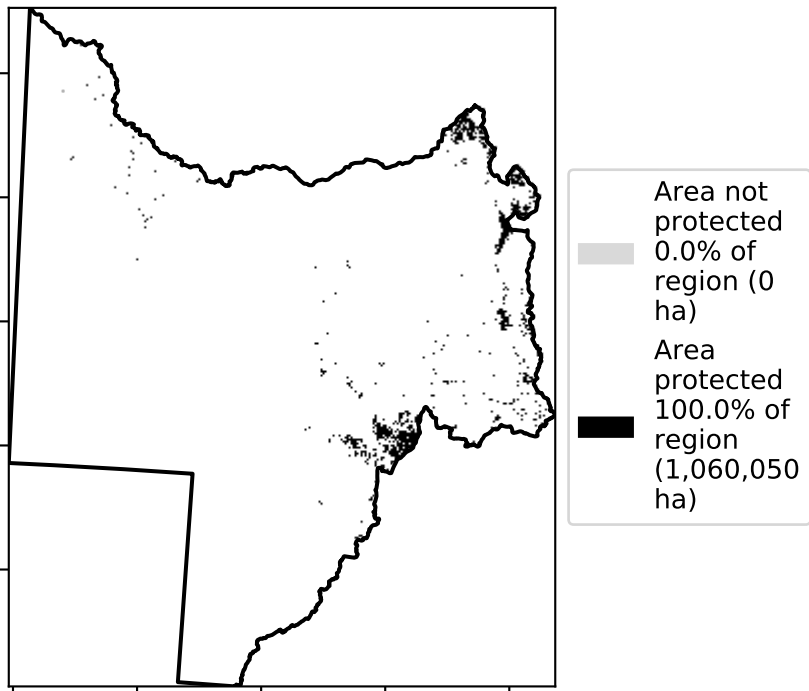 Area not
protected
0.0% of
region (0
ha)
Area
protected
100.0% of
region
(1,060,050
ha)